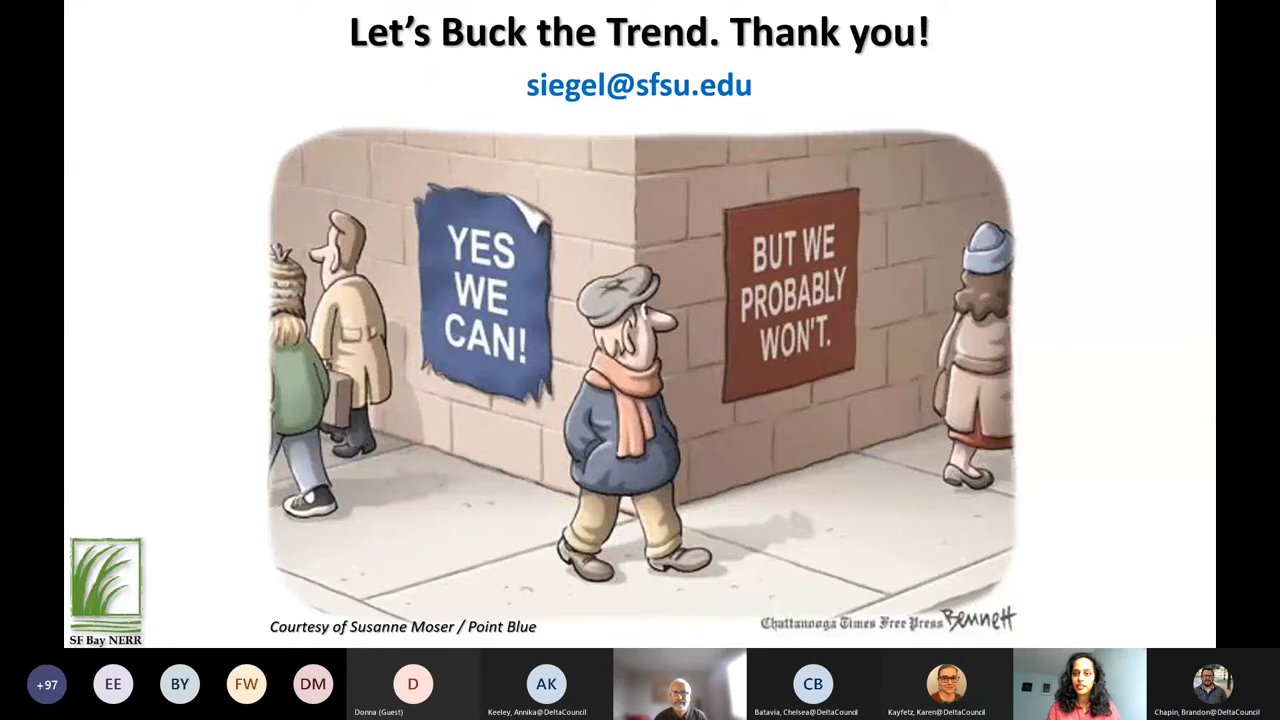 Let's Buck the Trend. Thank you!
siegel@sfsu.edu
YES
WE
CAN!
BUT WE
PROBABLY
WON'T.
SF Bay NERR
Courtesy of Susanne Moser / Point Blue
Chattanooga Times Free Press Bennett
+97
EE
BY
FW
DM
D
Donna (Guest)
AK
Keeley, Annika@DeltaCouncil
CB
Batavia, Chelsea@DeltaCouncil
Kayfetz, Karen@DeltaCouncil
Chapin, Brandon@DeltaCouncil